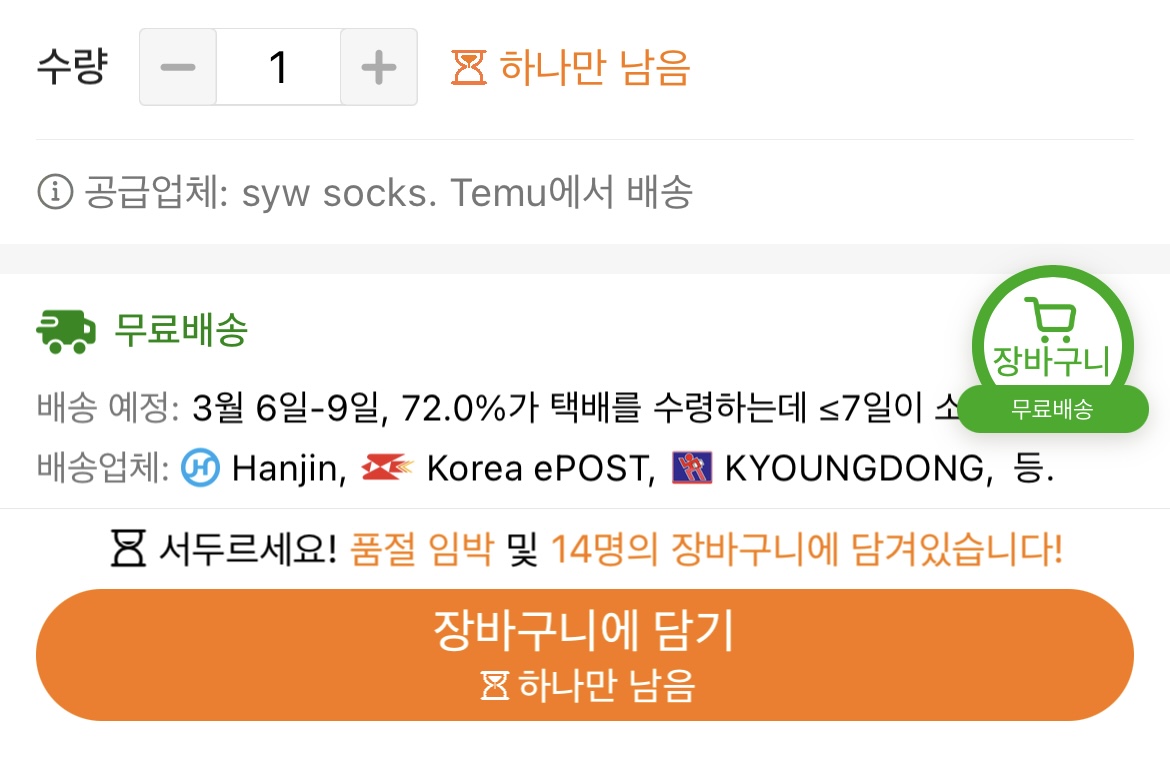 수량 1 하나만 남음
공급업체: syw socks. Temu에서 배송
무료배송
장바구니
배송 예정: 3월 6일-9일, 72.0%가 택배를 수령하는데 ≤7일이 소
무료배송
배송업체: Hanjin, Korea ePOST, KYOUNGDONG, 등.
서두르세요! 품절 임박 및 14명의 장바구니에 담겨있습니다!
장바구니에 담기
하나만 남음